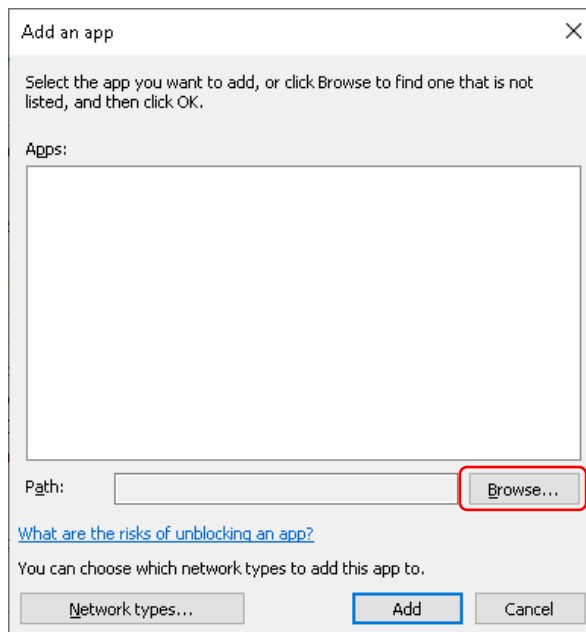 Add an app
Select the app you want to add, or click Browse to find one that is not
listed, and then click OK.
Apps:
Path:
Browse...
What are the risks of unblocking an app?
You can choose which network types to add this app to.
Network types...
Add
Cancel